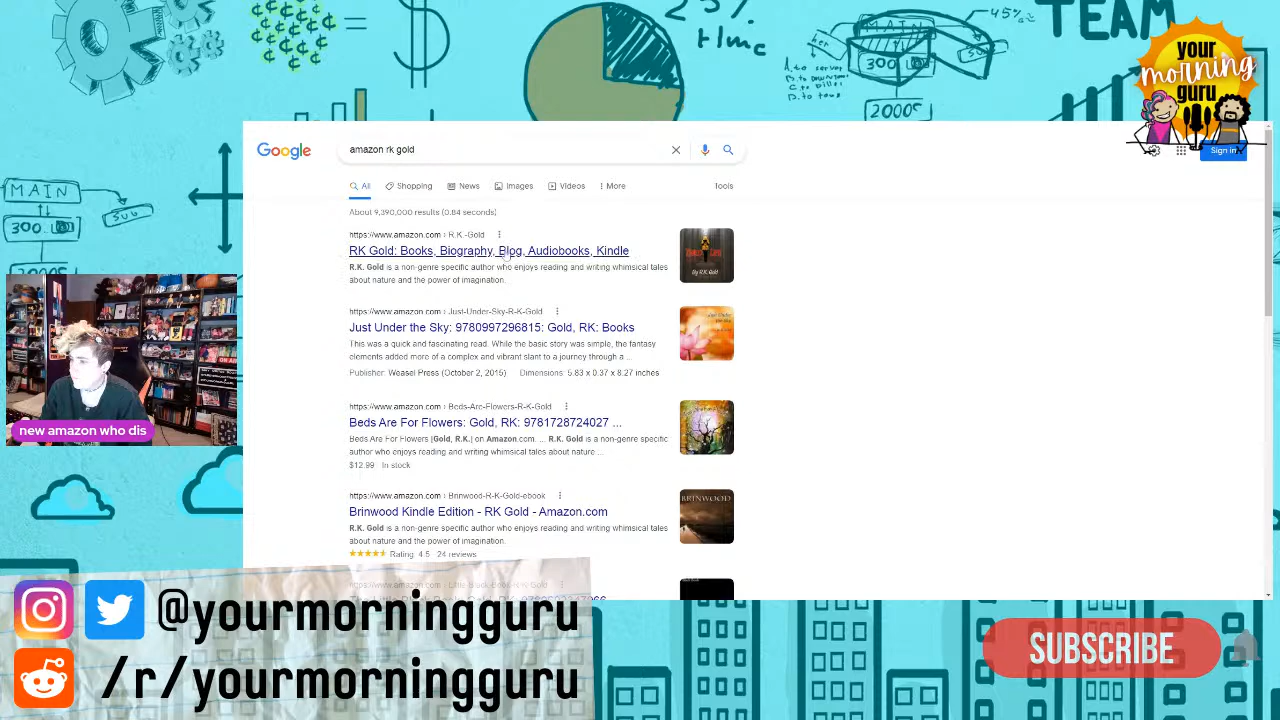 25%
TIME
TEAM
45%
300
2000$
your
morning
guru
MAIN
SUB
300
Google
amazon rk gold
Sign in
All
Shopping
News
Images
Videos
More
Tools
About 9,390,000 results (0.84 seconds)
https://www.amazon.com › R.K.-Gold
RK Gold: Books, Biography, Blog, Audiobooks, Kindle
R.K. Gold is a non-genre specific author who enjoys reading and writing whimsical tales
about nature and the power of imagination.
https://www.amazon.com › Just-Under-Sky-R-K-Gold
Just Under the Sky: 9780997296815: Gold, RK: Books
This was a quick and fascinating read. While the basic story was simple, the fantasy
elements added more of a complex and vibrant slant to a journey through a ...
Publisher: Weasel Press (October 2, 2015) Dimensions: 5.83 x 0.37 x 8.27 inches
https://www.amazon.com › Beds-Are-Flowers-R-K-Gold
Beds Are For Flowers: Gold, RK: 9781728724027 ...
Beds Are For Flowers [Gold, R.K.] on Amazon.com. ... R.K. Gold is a non-genre specific
author who enjoys reading and writing whimsical tales about nature ...
$12.99 In stock
https://www.amazon.com › Brinwood-R-K-Gold-ebook
Brinwood Kindle Edition - RK Gold - Amazon.com
R.K. Gold is a non-genre specific author who enjoys reading and writing whimsical tales
about nature and the power of imagination.
Rating: 4.5 · 24 reviews
By R.K. Gold
BRINWOOD
new amazon who dis
@yourmorningguru
/r/yourmorningguru
SUBSCRIBE